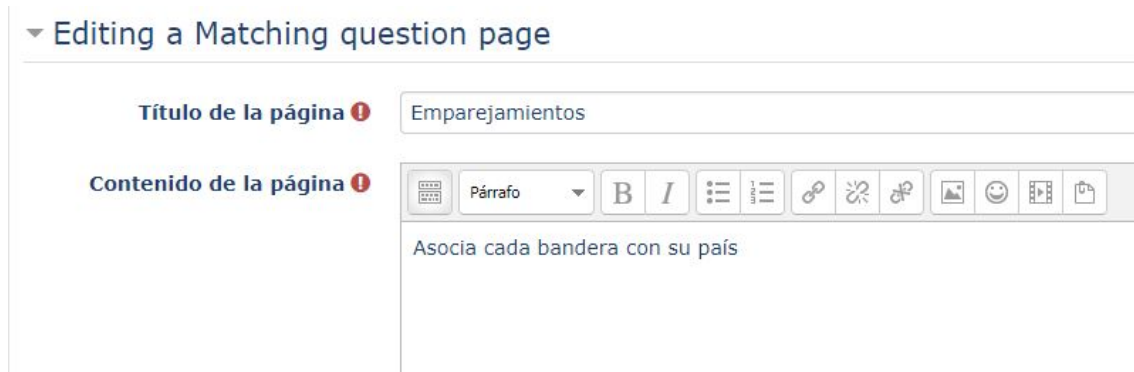 Editing a Matching question page
Título de la página
Emparejamientos
Contenido de la página
Párrafo
B I
Asocia cada bandera con su país